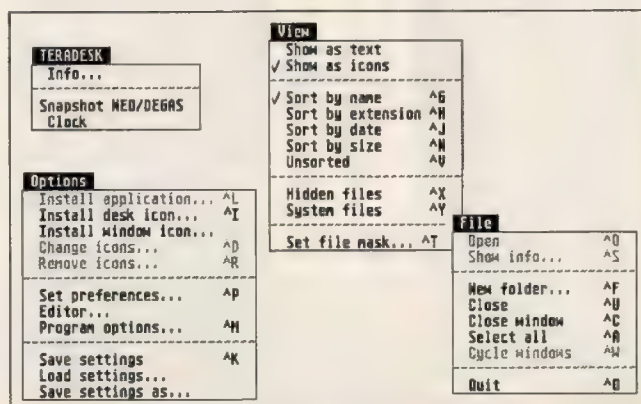 TERADESK
Info...
Snapshot NEO/DEGAS
Clock
View
Show as text
✓ Show as icons
✓ Sort by name ^G
Sort by extension ^H
Sort by date ^J
Sort by size ^N
Unsorted ^V
Hidden files ^X
System files ^Y
Set file mask... ^T
Options
Install application... ^L
Install desk icon... ^I
Install window icon...
Change icons... ^D
Remove icons... ^R
Set preferences... ^P
Editor...
Program options... ^M
Save settings ^K
Load settings...
Save settings as...
File
Open ^O
Show info... ^S
New folder... ^F
Close ^U
Close window ^C
Select all ^A
Cycle windows ^W
Quit ^Q